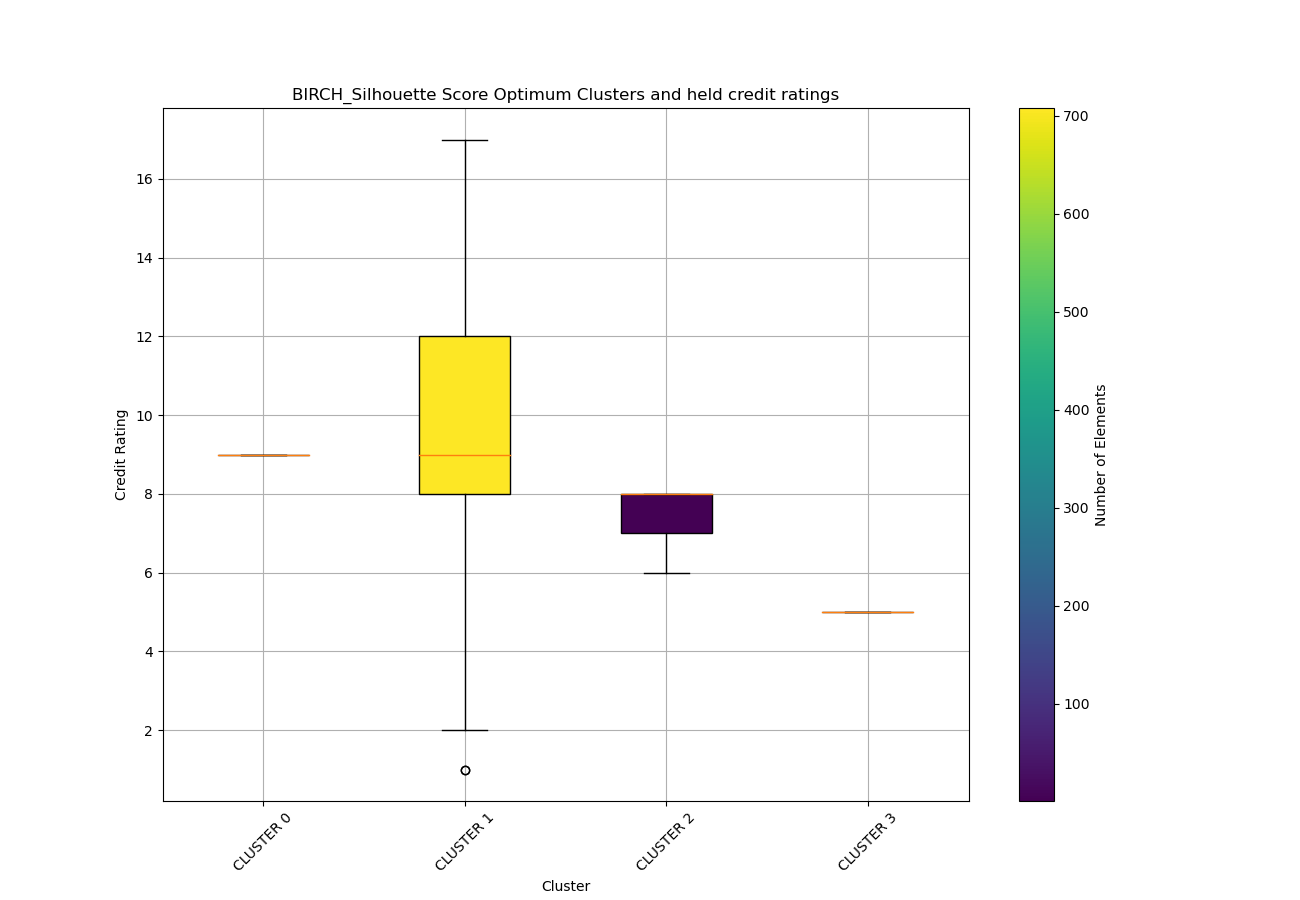 BIRCH_Silhouette Score Optimum Clusters and held credit ratings
16
14
12
10
8
6
4
2
Credit Rating
CLUSTER 0
CLUSTER 1
CLUSTER 2
CLUSTER 3
Cluster
700
600
500
400
300
200
100
Number of Elements